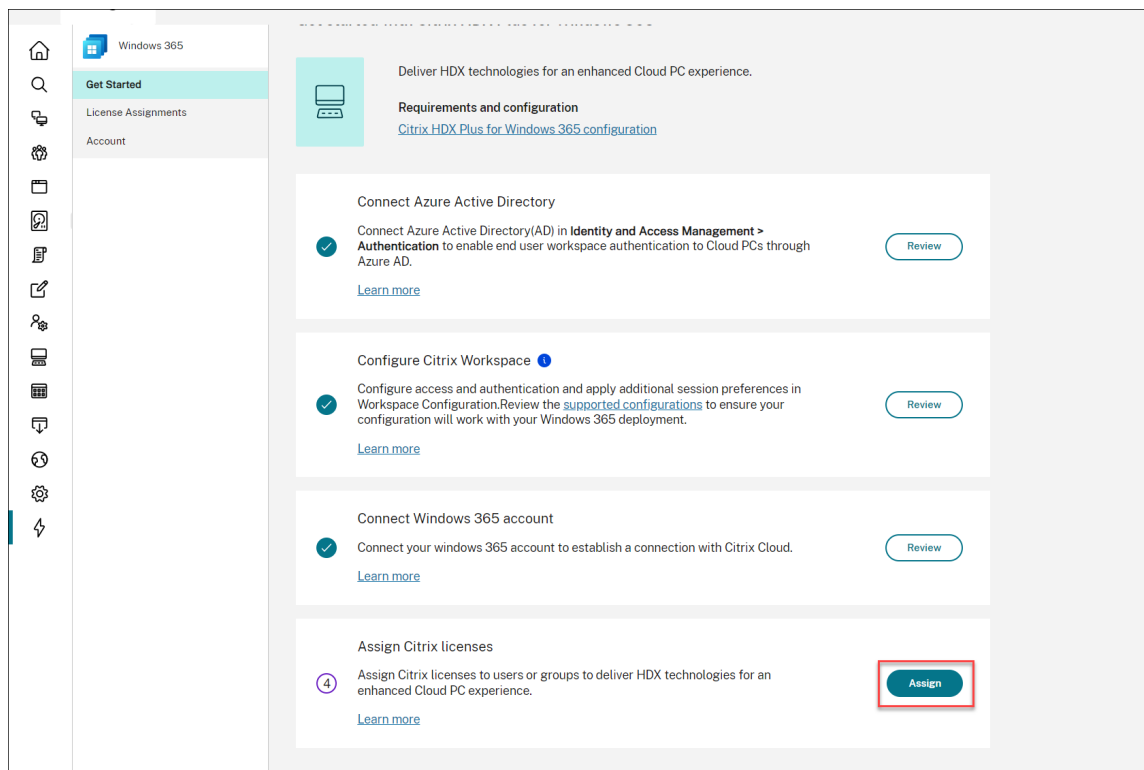 Windows 365
Get Started
License Assignments
Account
Deliver HDX technologies for an enhanced Cloud PC experience.
Requirements and configuration
Citrix HDX Plus for Windows 365 configuration
Connect Azure Active Directory
Connect Azure Active Directory(AD) in Identity and Access Management >
Authentication to enable end user workspace authentication to Cloud PCs through
Azure AD.
Learn more
Review
Configure Citrix Workspace
Configure access and authentication and apply additional session preferences in
Workspace Configuration.Review the supported configurations to ensure your
configuration will work with your Windows 365 deployment.
Learn more
Review
Connect Windows 365 account
Connect your windows 365 account to establish a connection with Citrix Cloud.
Learn more
Review
Assign Citrix licenses
4
Assign Citrix licenses to users or groups to deliver HDX technologies for an
enhanced Cloud PC experience.
Learn more
Assign